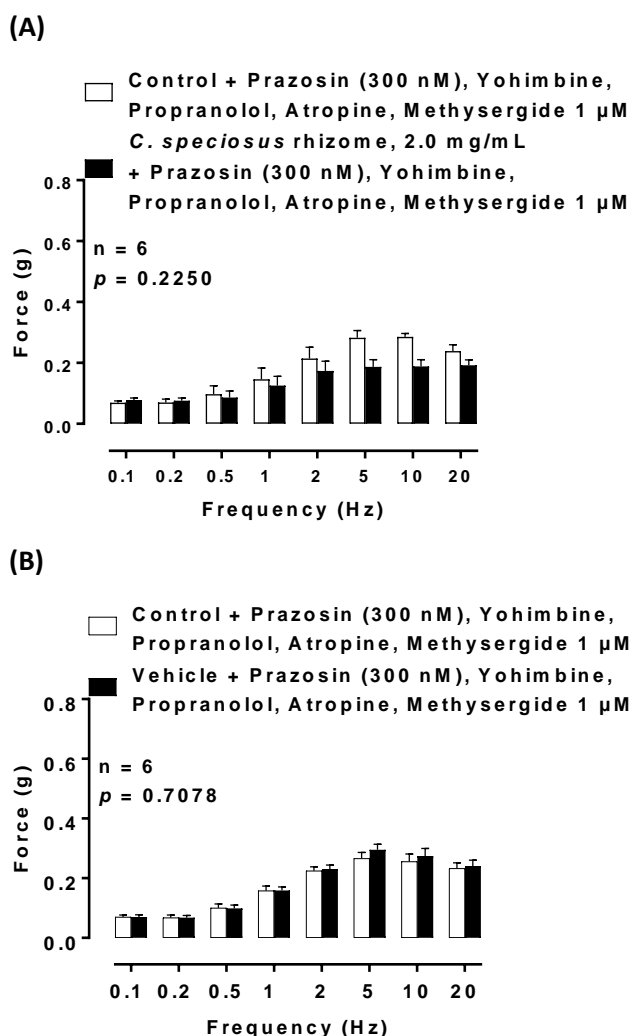 (A)
Control + Prazosin (300 nM), Yohimbine,
Propranolol, Atropine, Methysergide 1 µM
C. speciosus rhizome, 2.0 mg/mL
+ Prazosin (300 nM), Yohimbine,
Propranolol, Atropine, Methysergide 1 µM
0.8
0.6
0.4
0.2
0.0
Force (g)
n = 6
p = 0.2250
0.1 0.2 0.5 1 2 5 10 20
Frequency (Hz)
(B)
Control + Prazosin (300 nM), Yohimbine,
Propranolol, Atropine, Methysergide 1 µM
Vehicle + Prazosin (300 nM), Yohimbine,
Propranolol, Atropine, Methysergide 1 µM
0.8
0.6
0.4
0.2
0.0
Force (g)
n = 6
p = 0.7078
0.1 0.2 0.5 1 2 5 10 20
Frequency (Hz)